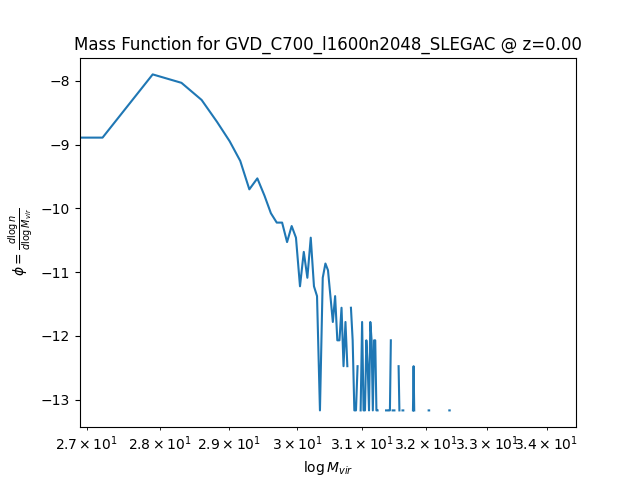 Mass Function for GVD_C700_l1600n2048_SLEGAC @ z=0.00
−8
−9
−10
−11
−12
−13
ϕ = d log n / d log M_vir
2.7 × 10¹ 2.8 × 10¹ 2.9 × 10¹ 3 × 10¹ 3.1 × 10¹ 3.2 × 10¹ 3.3 × 10¹ 3.4 × 10¹
log M_vir